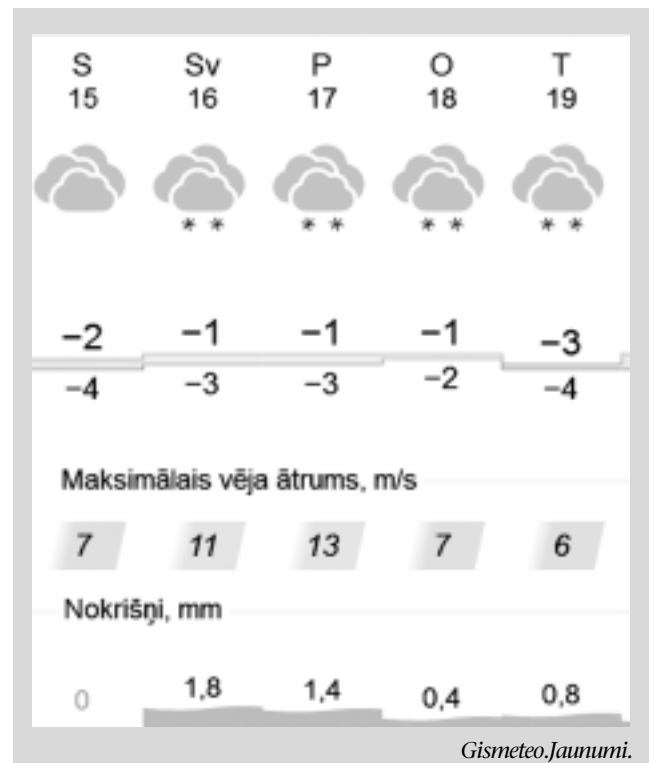 S Sv P O T
15 16 17 18 19
* * * * * * * *
−2 −1 −1 −1 −3
−4 −3 −3 −2 −4
Maksimālais vēja ātrums, m/s
7 11 13 7 6
Nokrišņi, mm
0 1,8 1,4 0,4 0,8
Gismeteo.Jaunumi.